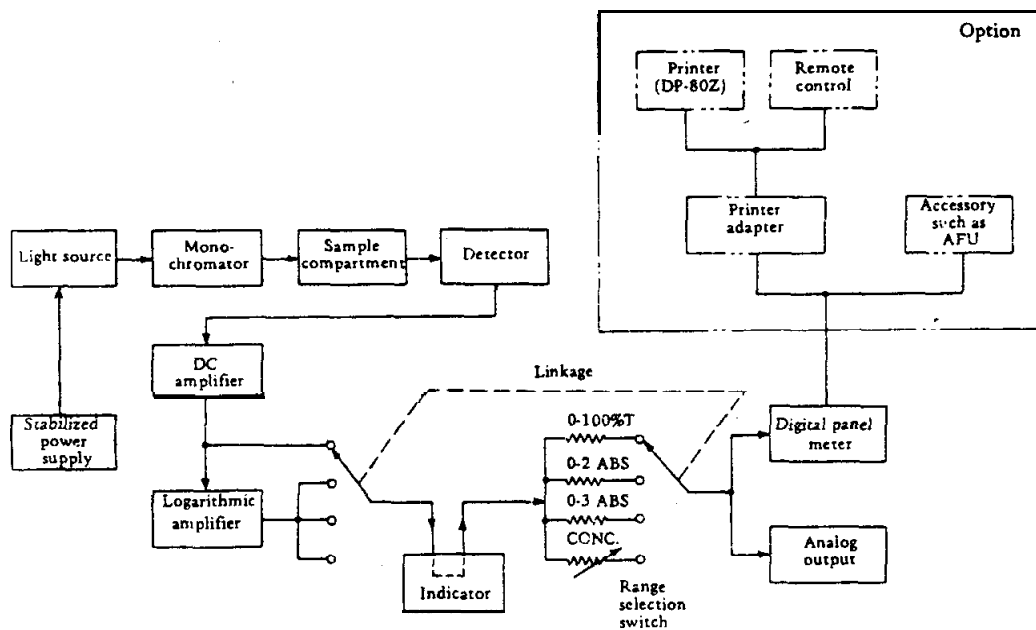 Option
Printer
(DP-80Z)
Remote
control
Printer
adapter
Accessory
such as
AFU
Light source
Mono-
chromator
Sample
compartment
Detector
DC
amplifier
Linkage
Stabilized
power
supply
0-100%T
Digital panel
meter
0-2 ABS
Logarithmic
amplifier
0-3 ABS
CONC.
Analog
output
Indicator
Range
selection
switch